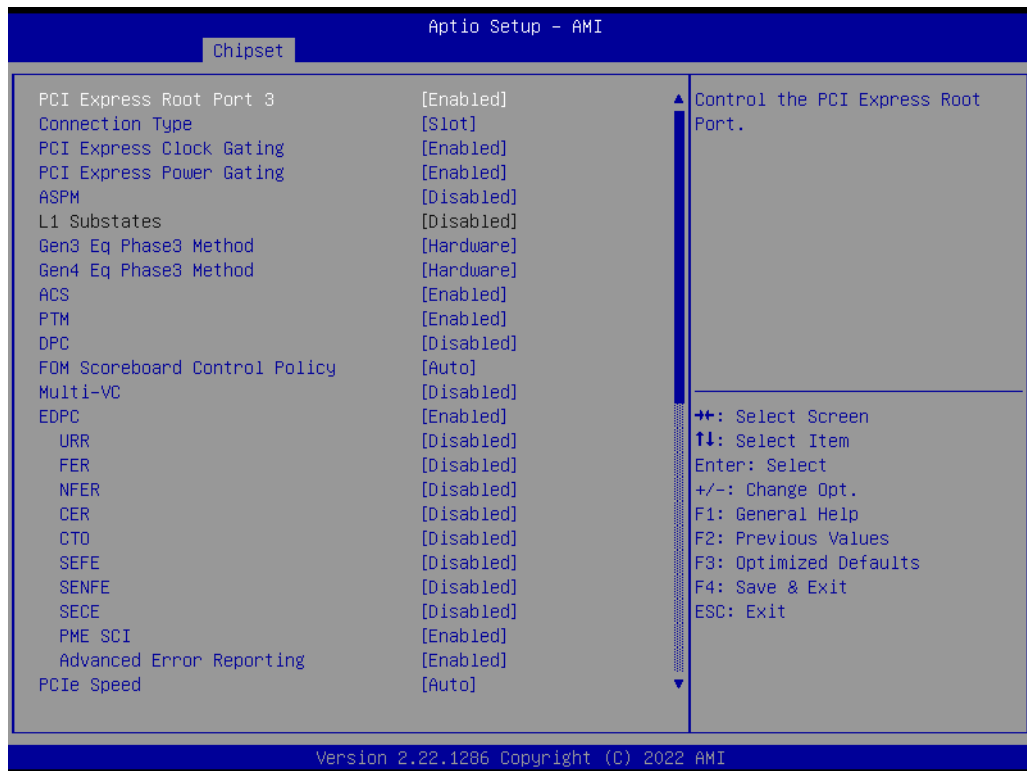 Aptio Setup – AMI
Chipset
PCI Express Root Port 3 [Enabled]
Connection Type [Slot]
PCI Express Clock Gating [Enabled]
PCI Express Power Gating [Enabled]
ASPM [Disabled]
L1 Substates [Disabled]
Gen3 Eq Phase3 Method [Hardware]
Gen4 Eq Phase3 Method [Hardware]
ACS [Enabled]
PTM [Enabled]
DPC [Disabled]
FOM Scoreboard Control Policy [Auto]
Multi-VC [Disabled]
EDPC [Enabled]
URR [Disabled]
FER [Disabled]
NFER [Disabled]
CER [Disabled]
CTO [Disabled]
SEFE [Disabled]
SENFE [Disabled]
SECE [Disabled]
PME SCI [Enabled]
Advanced Error Reporting [Enabled]
PCIe Speed [Auto]
Control the PCI Express Root
Port.
→←: Select Screen
↑↓: Select Item
Enter: Select
+/-: Change Opt.
F1: General Help
F2: Previous Values
F3: Optimized Defaults
F4: Save & Exit
ESC: Exit
Version 2.22.1286 Copyright (C) 2022 AMI